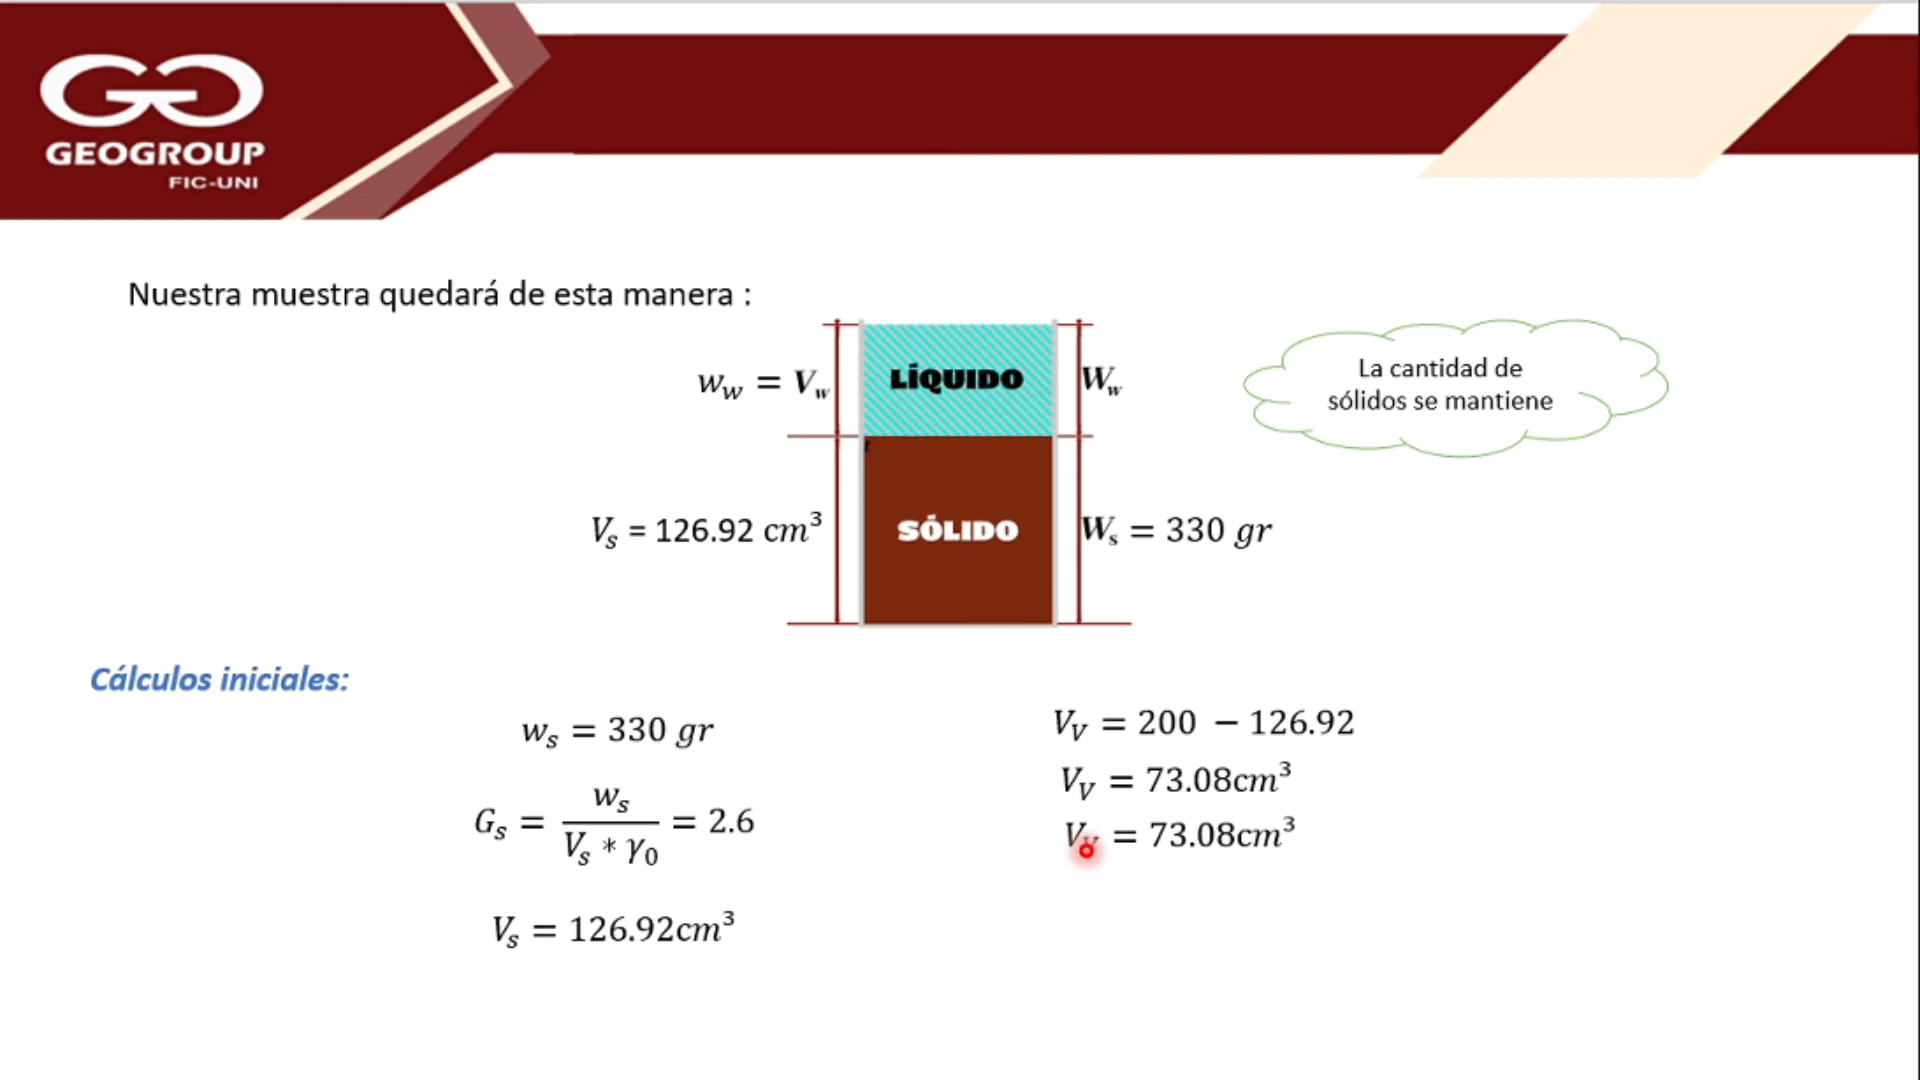 GEOGROUP
FIC-UNI
Nuestra muestra quedará de esta manera :
w_w = V_w
LÍQUIDO
W_w
La cantidad de
sólidos se mantiene
V_s = 126.92 cm³
SÓLIDO
W_s = 330 gr
Cálculos iniciales:
w_s = 330 gr
G_s = w_s / (V_s * γ_0) = 2.6
V_s = 126.92cm³
V_V = 200 − 126.92
V_V = 73.08cm³
V_V = 73.08cm³